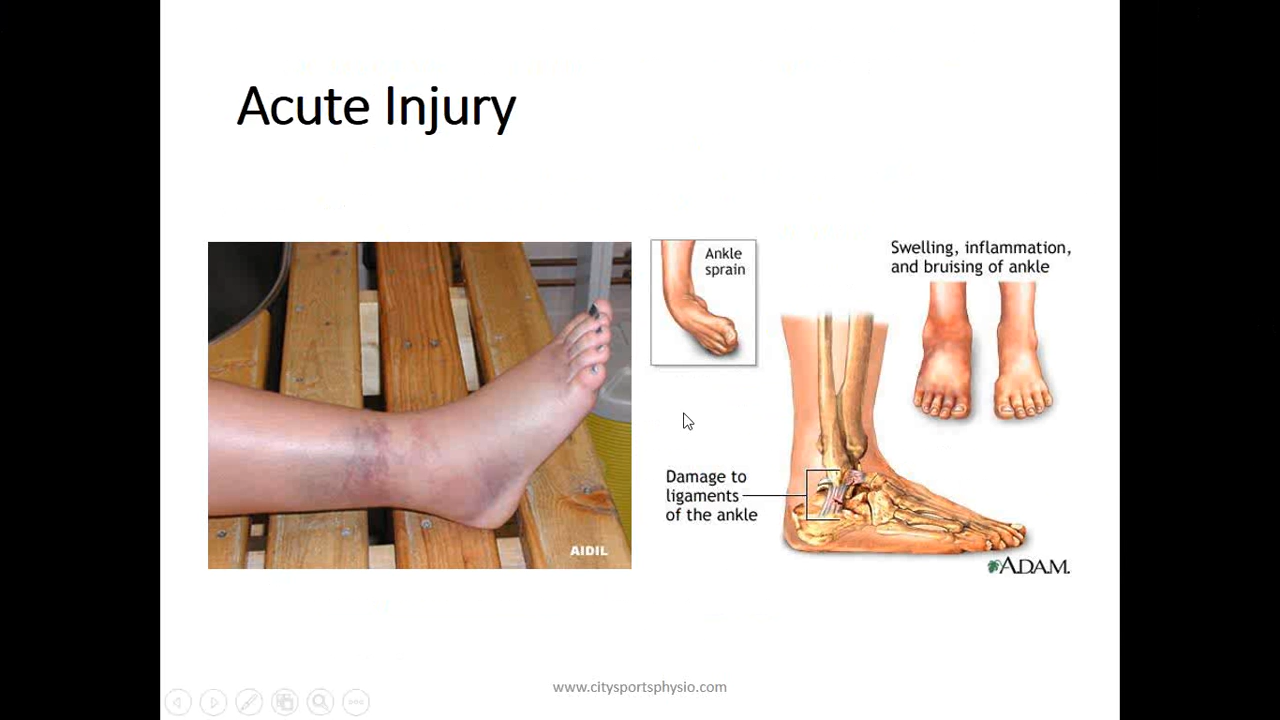 Acute Injury
Ankle
sprain
Swelling, inflammation,
and bruising of ankle
Damage to
ligaments
of the ankle
AIDIL
A.D.A.M.
www.citysportsphysio.com